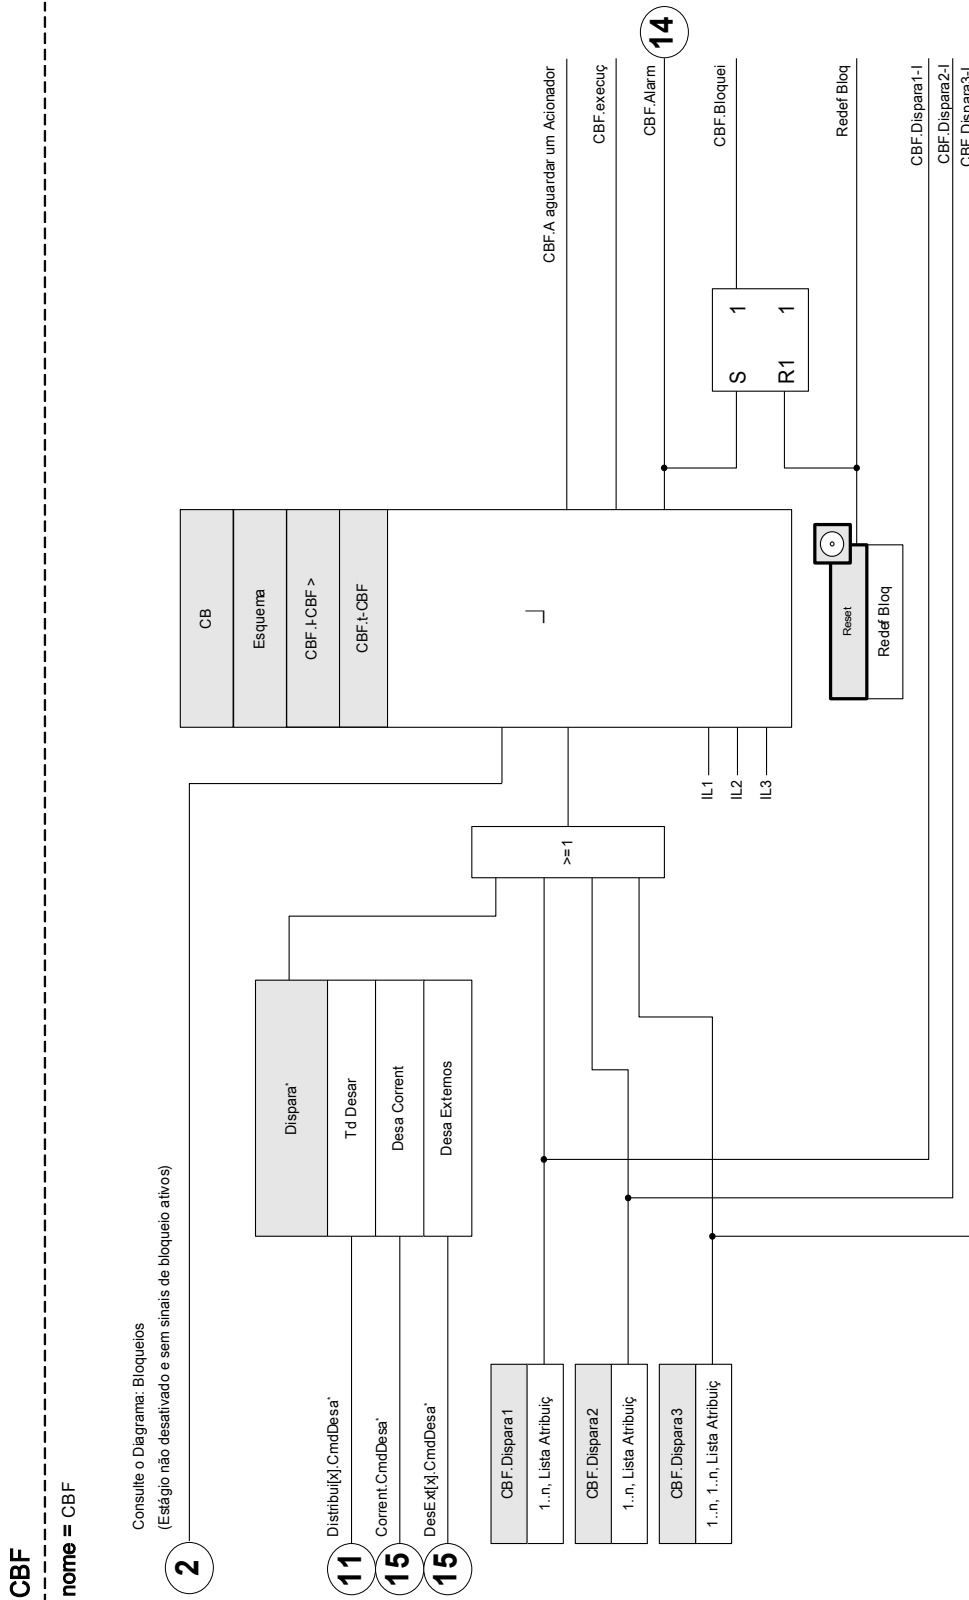 CBF
nome = CBF
Consulte o Diagrama: Bloqueios
(Estágio não desativado e sem sinais de bloqueio ativos)
2
Distribui[x].CmdDesa*
11
Corrent.CmdDesa*
15
DesExt[x].CmdDesa*
15
Dispara*
Td Desar
Desa Corrent
Desa Externos
CBF.Dispara1
1..n, Lista Atribuiç
CBF.Dispara2
1..n, Lista Atribuiç
CBF.Dispara3
1..n, 1..n, Lista Atribuiç
>=1
IL1
IL2
IL3
CB
Esquema
CBF.I-CBF >
CBF.t-CBF
S 1
R1 1
Reset
Redef Bloq
CBF.A aguardar um Acionador
CBF.execuç
CBF.Alarm
14
CBF.Bloquei
Redef Bloq
CBF.Dispara1-I
CBF.Dispara2-I
CBF.Dispara3-I